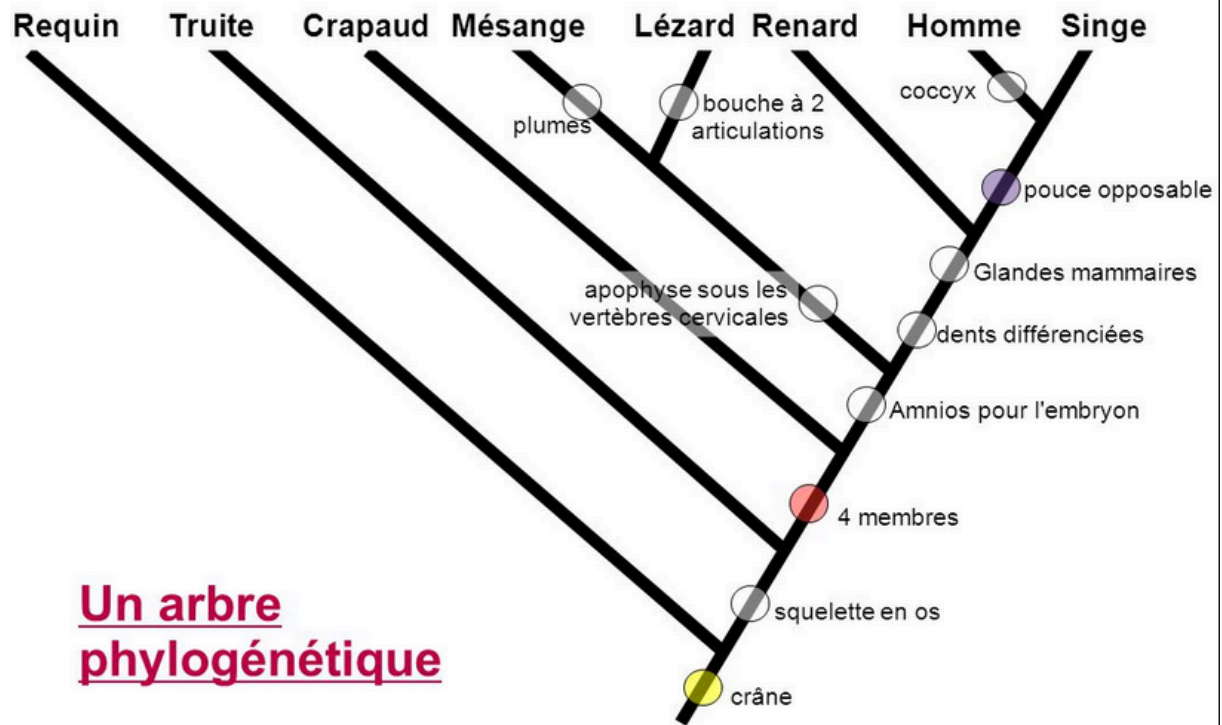 Requin Truite Crapaud Mésange Lézard Renard Homme Singe
coccyx
bouche à 2
articulations
plumes
pouce opposable
Glandes mammaires
apophyse sous les
vertèbres cervicales
dents différenciées
Amnios pour l'embryon
4 membres
squelette en os
Un arbre
phylogénétique
crâne